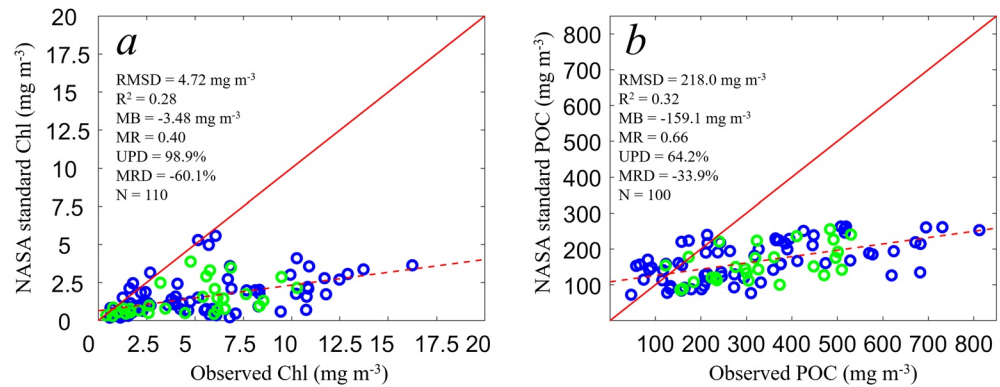 a
RMSD = 4.72 mg m-3
R2 = 0.28
MB = -3.48 mg m-3
MR = 0.40
UPD = 98.9%
MRD = -60.1%
N = 110
NASA standard Chl (mg m-3)
20
17.5
15
12.5
10
7.5
5
2.5
0
0 2.5 5 7.5 10 12.5 15 17.5 20
Observed Chl (mg m-3)
b
RMSD = 218.0 mg m-3
R2 = 0.32
MB = -159.1 mg m-3
MR = 0.66
UPD = 64.2%
MRD = -33.9%
N = 100
NASA standard POC (mg m-3)
800
700
600
500
400
300
200
100
100 200 300 400 500 600 700 800
Observed POC (mg m-3)